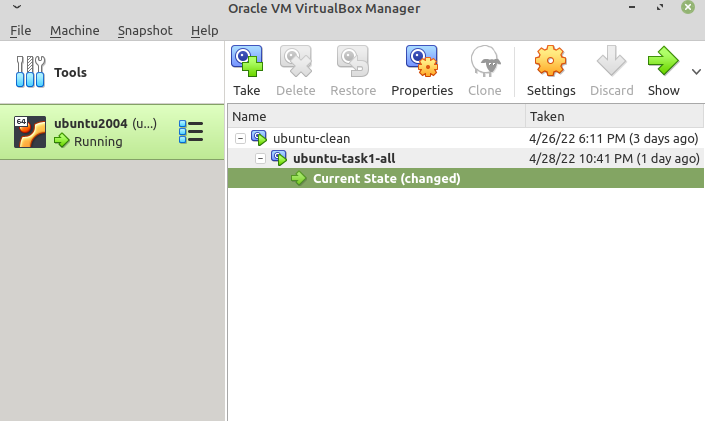 Oracle VM VirtualBox Manager
File Machine Snapshot Help
Tools
64
ubuntu2004 (u...)
Running
Take Delete Restore Properties Clone Settings Discard Show
Name Taken
ubuntu-clean 4/26/22 6:11 PM (3 days ago)
ubuntu-task1-all 4/28/22 10:41 PM (1 day ago)
Current State (changed)